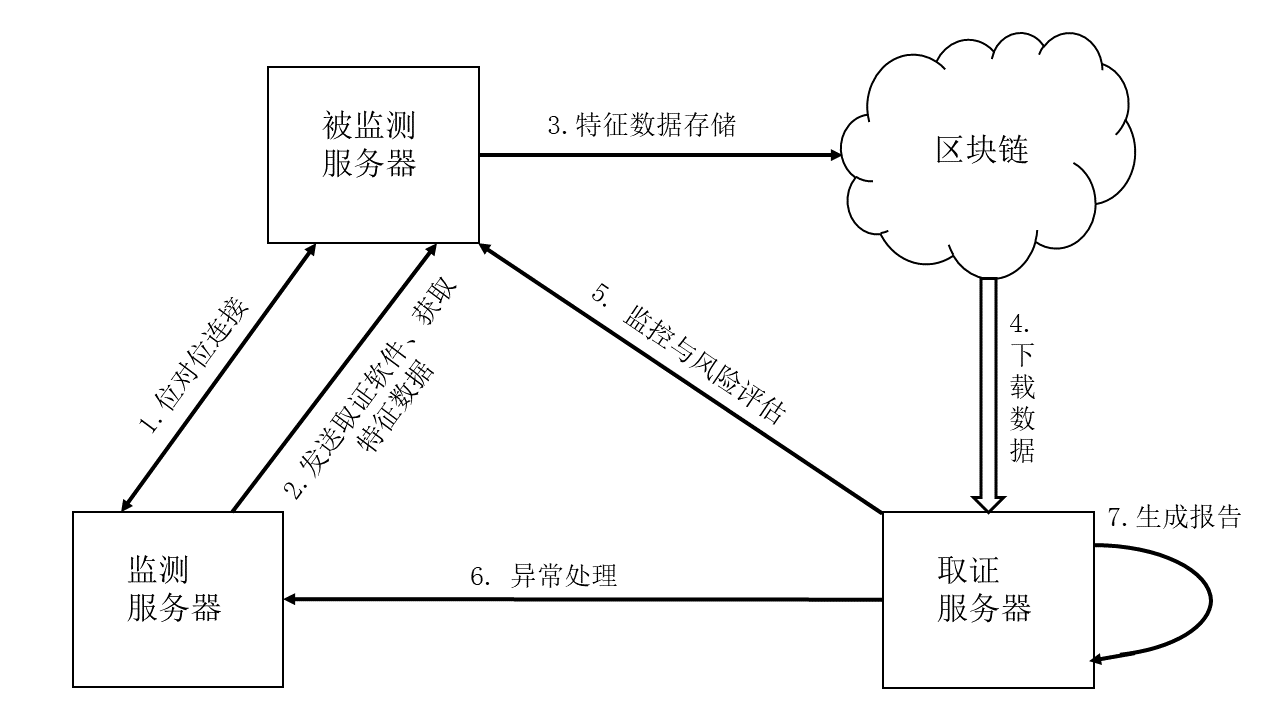 被监测
服务器
3.特征数据存储
区块链
1.位对位连接
2.发送取证软件、获取
特征数据
5. 监控与风险评估
4.
下
载
数
据
监测
服务器
6. 异常处理
取证
服务器
7.生成报告